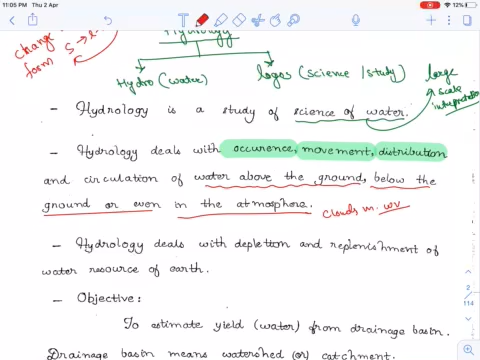 11:05 PM Thu 2 Apr
12%
change
form
S →
Hydrology
Hydro (water)
logos (science / study)
large
scale
interpretation
- Hydrology is a study of science of water.
- Hydrology deals with occurence, movement, distribution
and circulation of water above the ground, below the
ground or even in the atmosphere.
clouds m. wv
- Hydrology deals with depletion and replenishment of
water resource of earth.
- Objective:
To estimate yield (water) from drainage basin.
Drainage basin means watershed (or) catchment.
2
114